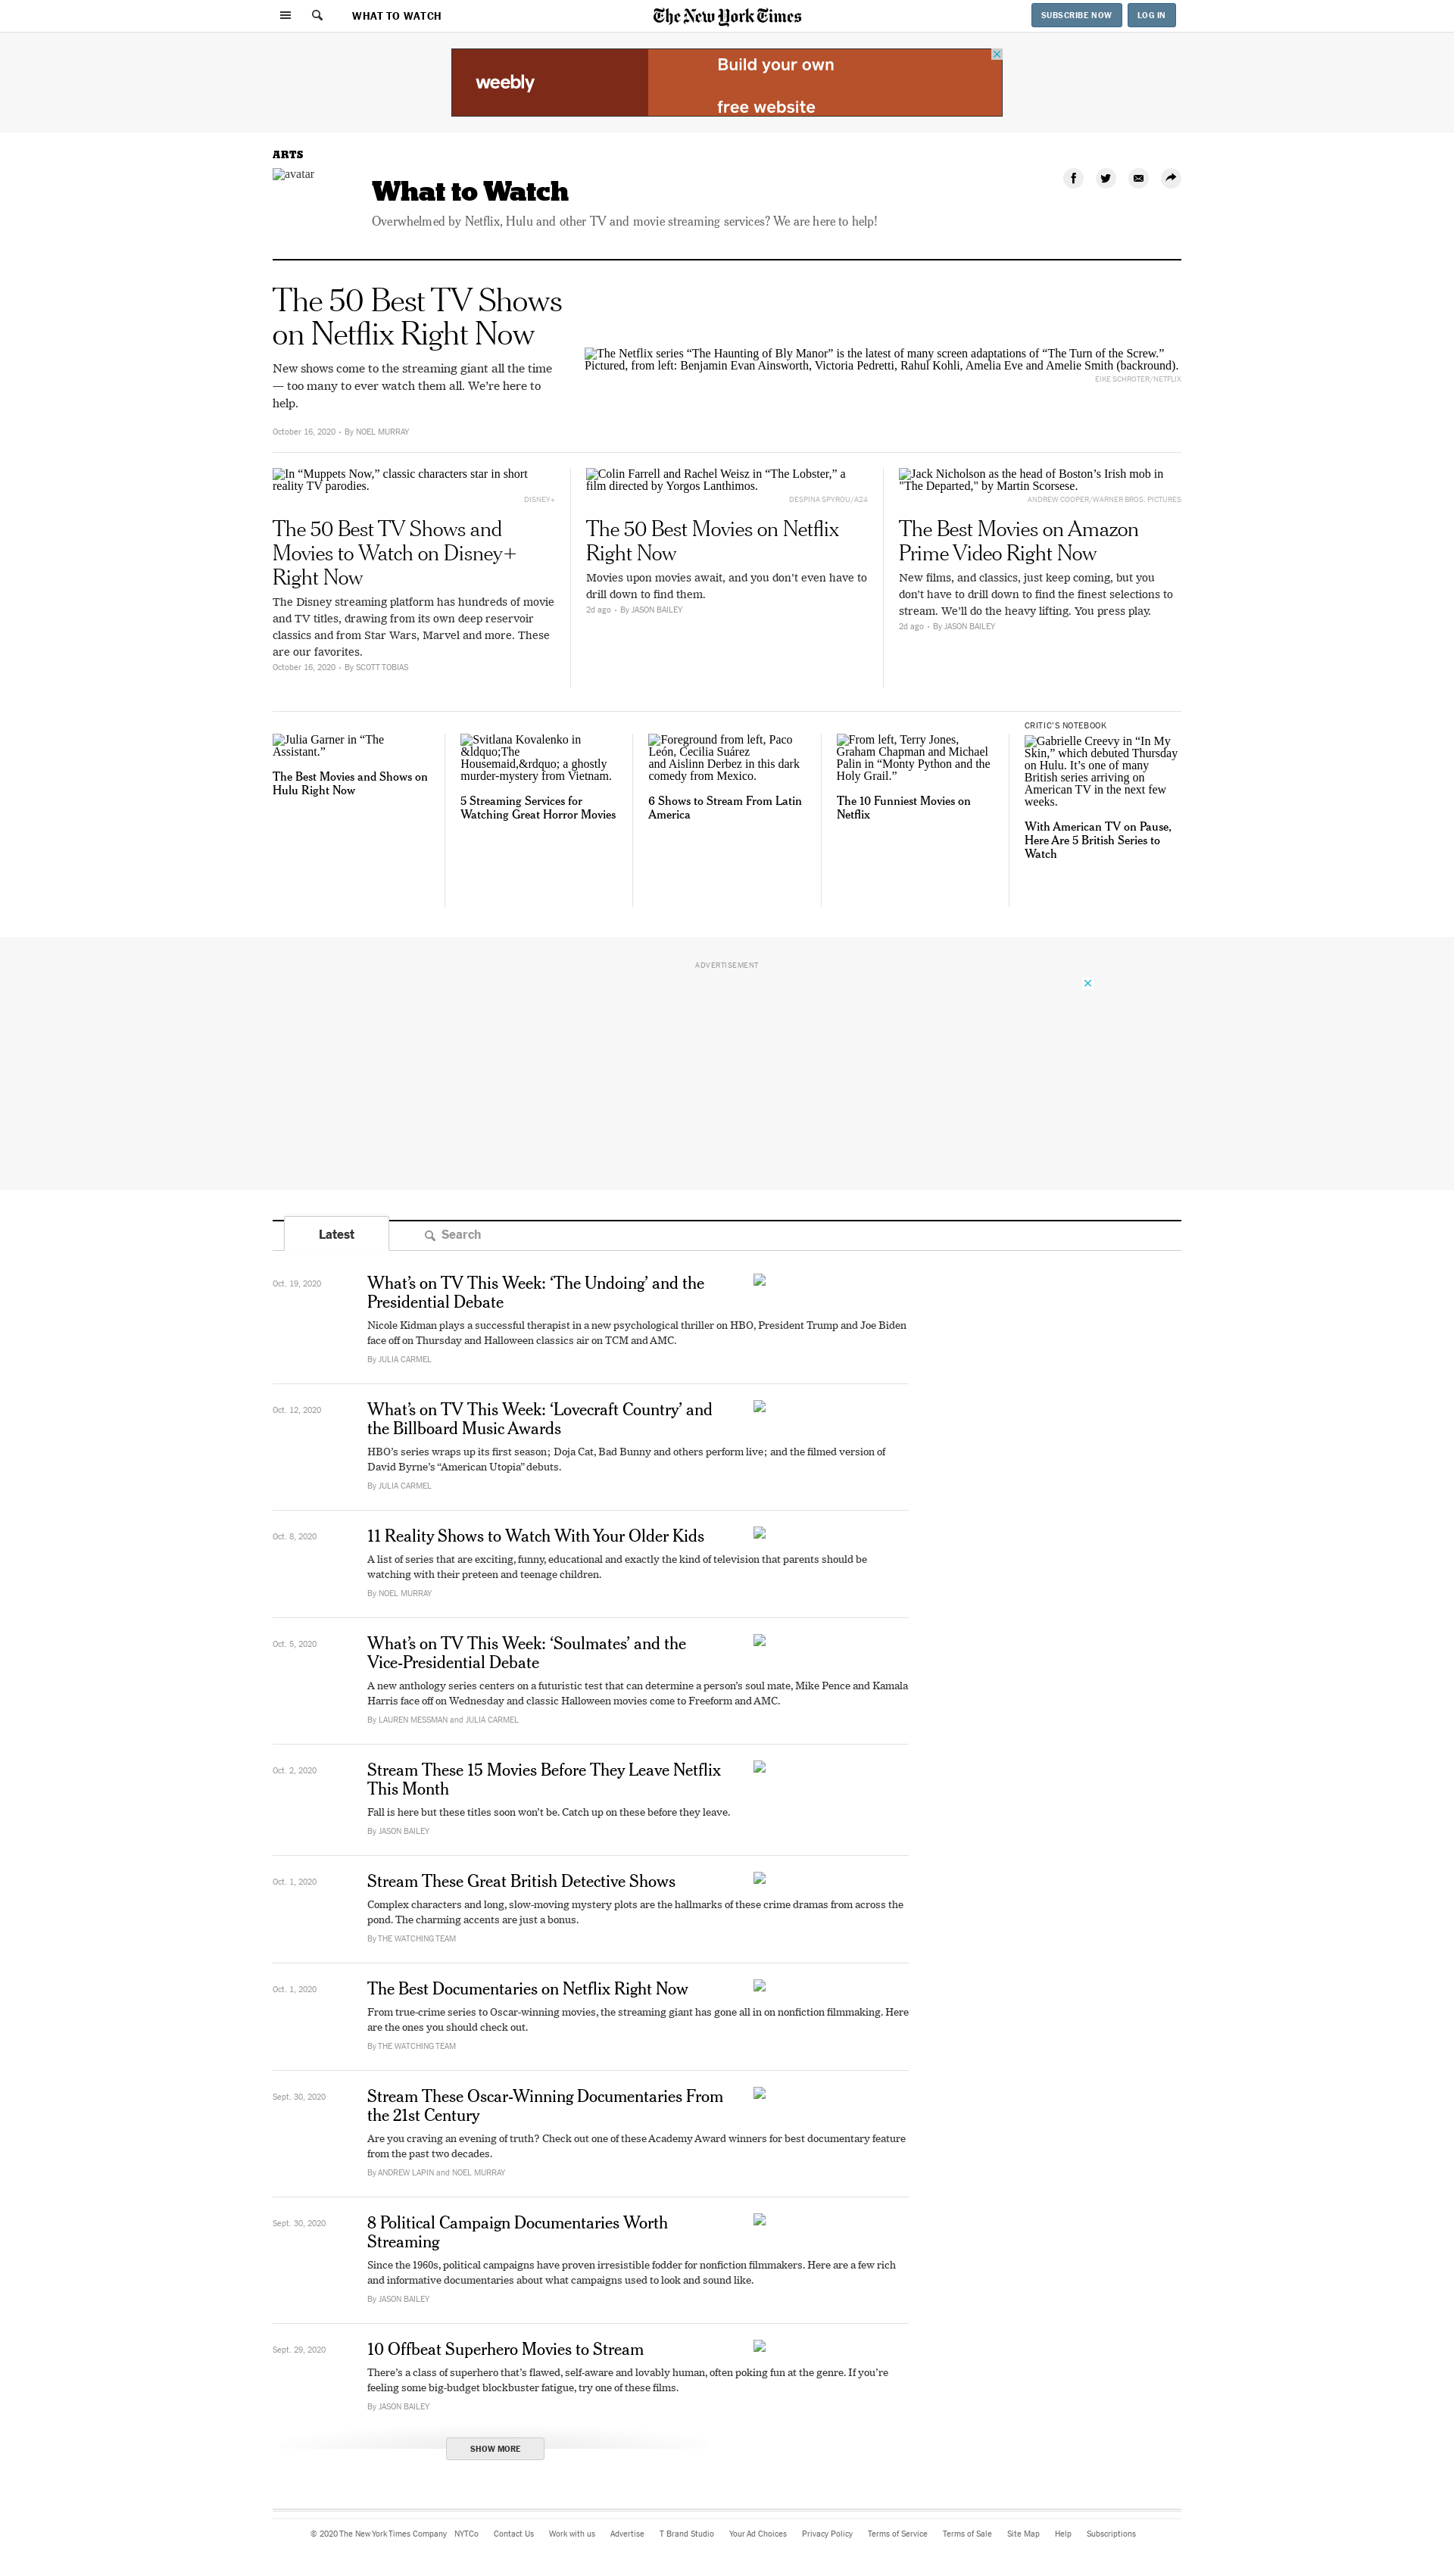 WHAT TO WATCH
The New York Times
SUBSCRIBE NOW
LOG IN
weebly
Build your own
free website
ARTS
avatar
What to Watch
Overwhelmed by Netflix, Hulu and other TV and movie streaming services? We are here to help!
The 50 Best TV Shows
on Netflix Right Now
New shows come to the streaming giant all the time
— too many to ever watch them all. We’re here to
help.
October 16, 2020 • By NOEL MURRAY
The Netflix series “The Haunting of Bly Manor” is the latest of many screen adaptations of “The Turn of the Screw.”
Pictured, from left: Benjamin Evan Ainsworth, Victoria Pedretti, Rahul Kohli, Amelia Eve and Amelie Smith (backround).
EIKE SCHROTER/NETFLIX
In “Muppets Now,” classic characters star in short
reality TV parodies.
DISNEY+
The 50 Best TV Shows and
Movies to Watch on Disney+
Right Now
The Disney streaming platform has hundreds of movie
and TV titles, drawing from its own deep reservoir
classics and from Star Wars, Marvel and more. These
are our favorites.
October 16, 2020 • By SCOTT TOBIAS
Colin Farrell and Rachel Weisz in “The Lobster,” a
film directed by Yorgos Lanthimos.
DESPINA SPYROU/A24
The 50 Best Movies on Netflix
Right Now
Movies upon movies await, and you don’t even have to
drill down to find them.
2d ago • By JASON BAILEY
Jack Nicholson as the head of Boston’s Irish mob in
"The Departed," by Martin Scorsese.
ANDREW COOPER/WARNER BROS. PICTURES
The Best Movies on Amazon
Prime Video Right Now
New films, and classics, just keep coming, but you
don’t have to drill down to find the finest selections to
stream. We’ll do the heavy lifting. You press play.
2d ago • By JASON BAILEY
Julia Garner in “The
Assistant.”
The Best Movies and Shows on
Hulu Right Now
Svitlana Kovalenko in
&ldquo;The
Housemaid,&rdquo; a ghostly
murder-mystery from Vietnam.
5 Streaming Services for
Watching Great Horror Movies
Foreground from left, Paco
León, Cecilia Suárez
and Aislinn Derbez in this dark
comedy from Mexico.
6 Shows to Stream From Latin
America
From left, Terry Jones,
Graham Chapman and Michael
Palin in “Monty Python and the
Holy Grail.”
The 10 Funniest Movies on
Netflix
CRITIC’S NOTEBOOK
Gabrielle Creevy in “In My
Skin,” which debuted Thursday
on Hulu. It’s one of many
British series arriving on
American TV in the next few
weeks.
With American TV on Pause,
Here Are 5 British Series to
Watch
ADVERTISEMENT
Latest
Search
Oct. 19, 2020
What’s on TV This Week: ‘The Undoing’ and the
Presidential Debate
Nicole Kidman plays a successful therapist in a new psychological thriller on HBO, President Trump and Joe Biden
face off on Thursday and Halloween classics air on TCM and AMC.
By JULIA CARMEL
Oct. 12, 2020
What’s on TV This Week: ‘Lovecraft Country’ and
the Billboard Music Awards
HBO’s series wraps up its first season; Doja Cat, Bad Bunny and others perform live; and the filmed version of
David Byrne’s “American Utopia” debuts.
By JULIA CARMEL
Oct. 8, 2020
11 Reality Shows to Watch With Your Older Kids
A list of series that are exciting, funny, educational and exactly the kind of television that parents should be
watching with their preteen and teenage children.
By NOEL MURRAY
Oct. 5, 2020
What’s on TV This Week: ‘Soulmates’ and the
Vice-Presidential Debate
A new anthology series centers on a futuristic test that can determine a person’s soul mate, Mike Pence and Kamala
Harris face off on Wednesday and classic Halloween movies come to Freeform and AMC.
By LAUREN MESSMAN and JULIA CARMEL
Oct. 2, 2020
Stream These 15 Movies Before They Leave Netflix
This Month
Fall is here but these titles soon won’t be. Catch up on these before they leave.
By JASON BAILEY
Oct. 1, 2020
Stream These Great British Detective Shows
Complex characters and long, slow-moving mystery plots are the hallmarks of these crime dramas from across the
pond. The charming accents are just a bonus.
By THE WATCHING TEAM
Oct. 1, 2020
The Best Documentaries on Netflix Right Now
From true-crime series to Oscar-winning movies, the streaming giant has gone all in on nonfiction filmmaking. Here
are the ones you should check out.
By THE WATCHING TEAM
Sept. 30, 2020
Stream These Oscar-Winning Documentaries From
the 21st Century
Are you craving an evening of truth? Check out one of these Academy Award winners for best documentary feature
from the past two decades.
By ANDREW LAPIN and NOEL MURRAY
Sept. 30, 2020
8 Political Campaign Documentaries Worth
Streaming
Since the 1960s, political campaigns have proven irresistible fodder for nonfiction filmmakers. Here are a few rich
and informative documentaries about what campaigns used to look and sound like.
By JASON BAILEY
Sept. 29, 2020
10 Offbeat Superhero Movies to Stream
There’s a class of superhero that’s flawed, self-aware and lovably human, often poking fun at the genre. If you’re
feeling some big-budget blockbuster fatigue, try one of these films.
By JASON BAILEY
SHOW MORE
© 2020 The New York Times Company NYTCo Contact Us Work with us Advertise T Brand Studio Your Ad Choices Privacy Policy Terms of Service Terms of Sale Site Map Help Subscriptions